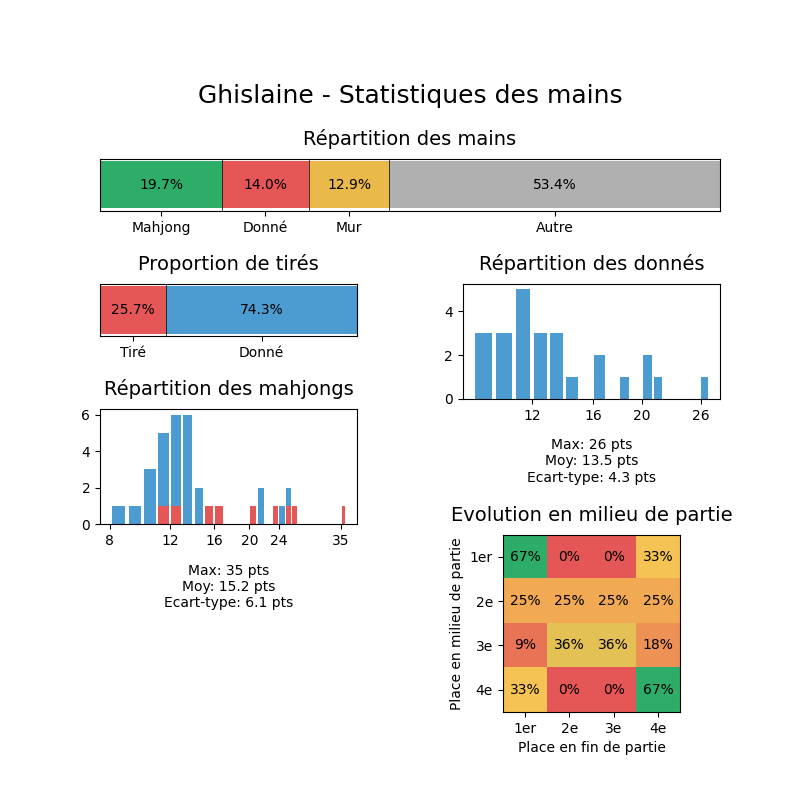 Ghislaine - Statistiques des mains
Répartition des mains
19.7% 14.0% 12.9% 53.4%
Mahjong Donné Mur Autre
Proportion de tirés
25.7% 74.3%
Tiré Donné
Répartition des donnés
4
2
0
12 16 20 26
Max: 26 pts
Moy: 13.5 pts
Ecart-type: 4.3 pts
Répartition des mahjongs
6
4
2
0
8 12 16 20 24 35
Max: 35 pts
Moy: 15.2 pts
Ecart-type: 6.1 pts
Evolution en milieu de partie
Place en milieu de partie
1er 67% 0% 0% 33%
2e 25% 25% 25% 25%
3e 9% 36% 36% 18%
4e 33% 0% 0% 67%
1er 2e 3e 4e
Place en fin de partie